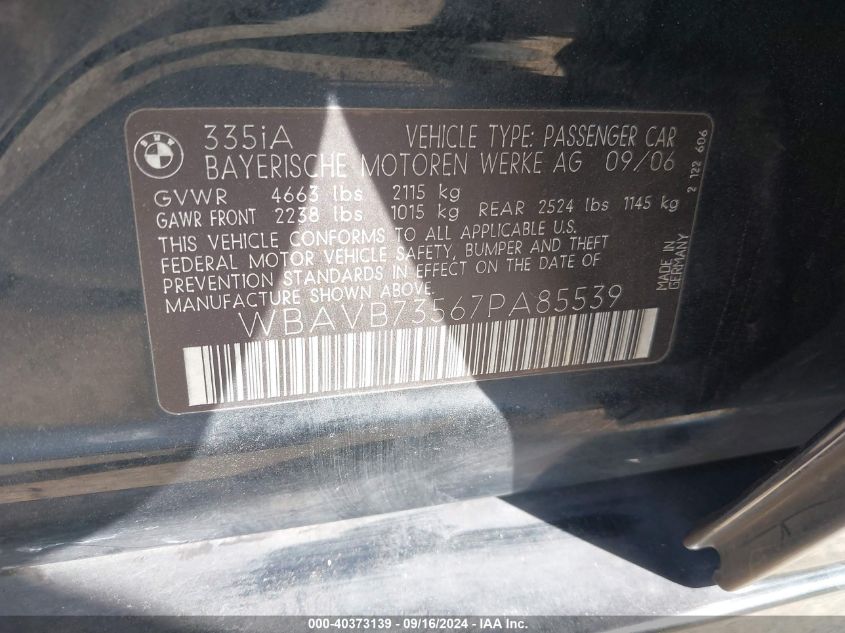 BMW
335iA VEHICLE TYPE: PASSENGER CAR
BAYERISCHE MOTOREN WERKE AG 09/06
GVWR 4663 lbs 2115 kg
GAWR FRONT 2238 lbs 1015 kg REAR 2524 lbs 1145 kg
THIS VEHICLE CONFORMS TO ALL APPLICABLE U.S.
FEDERAL MOTOR VEHICLE SAFETY, BUMPER AND THEFT
PREVENTION STANDARDS IN EFFECT ON THE DATE OF
MANUFACTURE SHOWN ABOVE.
WBAVB73567PA85539
MADE IN
GERMANY
2 122 606
000-40373139 - 09/16/2024 - IAA Inc.